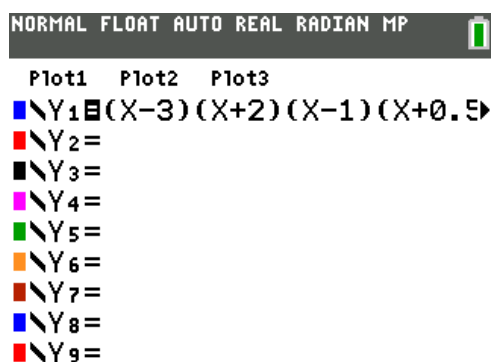 NORMAL FLOAT AUTO REAL RADIAN MP
Plot1 Plot2 Plot3
\Y1=(X-3)(X+2)(X-1)(X+0.5
\Y2=
\Y3=
\Y4=
\Y5=
\Y6=
\Y7=
\Y8=
\Y9=